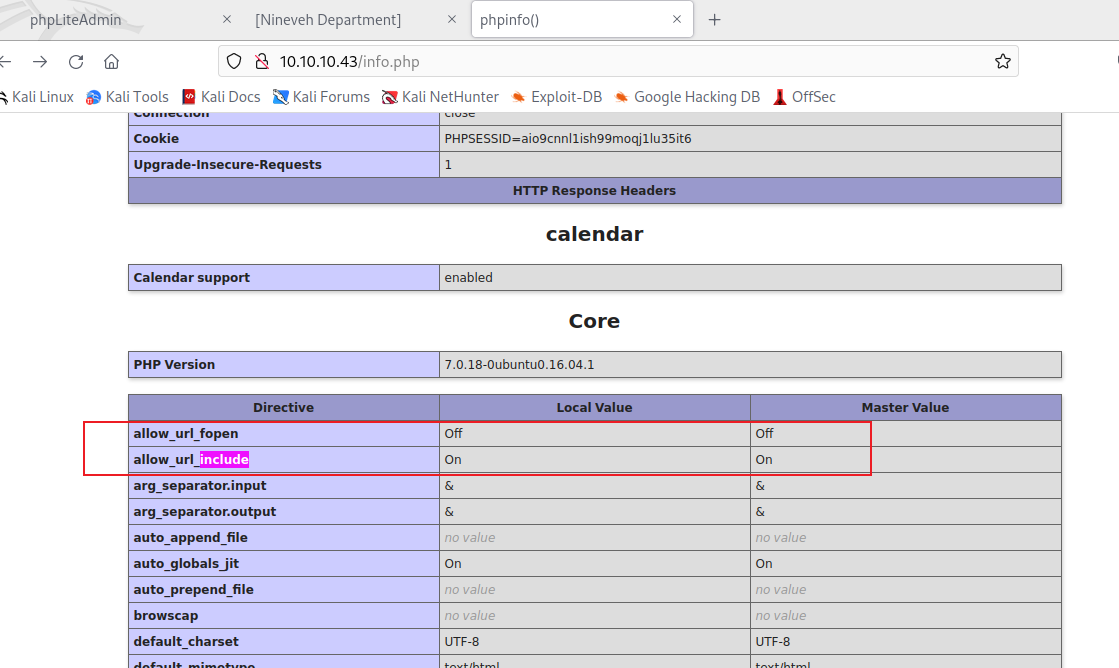 phpLiteAdmin × [Nineveh Department] × phpinfo() × +
10.10.10.43/info.php
Kali Linux Kali Tools Kali Docs Kali Forums Kali NetHunter Exploit-DB Google Hacking DB OffSec
Connection close
Cookie PHPSESSID=aio9cnnl1ish99moqj1lu35it6
Upgrade-Insecure-Requests 1
HTTP Response Headers
calendar
Calendar support enabled
Core
PHP Version 7.0.18-0ubuntu0.16.04.1
Directive Local Value Master Value
allow_url_fopen Off Off
allow_url_include On On
arg_separator.input & &
arg_separator.output & &
auto_append_file no value no value
auto_globals_jit On On
auto_prepend_file no value no value
browscap no value no value
default_charset UTF-8 UTF-8
default_mimetype text/html text/html